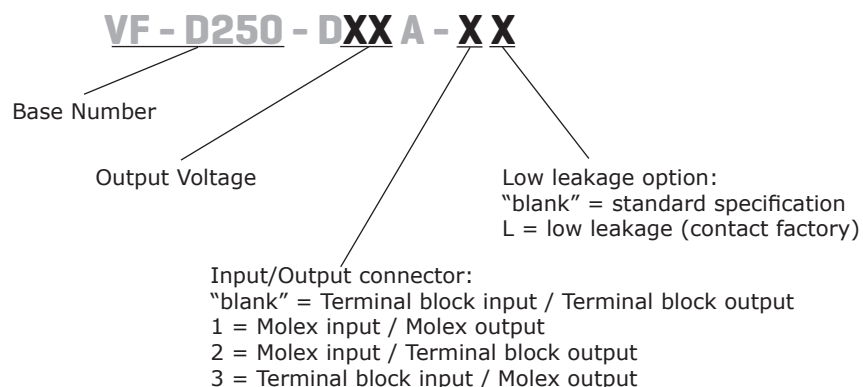 VF - D250 - DXX A - X X
Base Number
Output Voltage
Low leakage option:
“blank” = standard specification
L = low leakage (contact factory)
Input/Output connector:
“blank” = Terminal block input / Terminal block output
1 = Molex input / Molex output
2 = Molex input / Terminal block output
3 = Terminal block input / Molex output